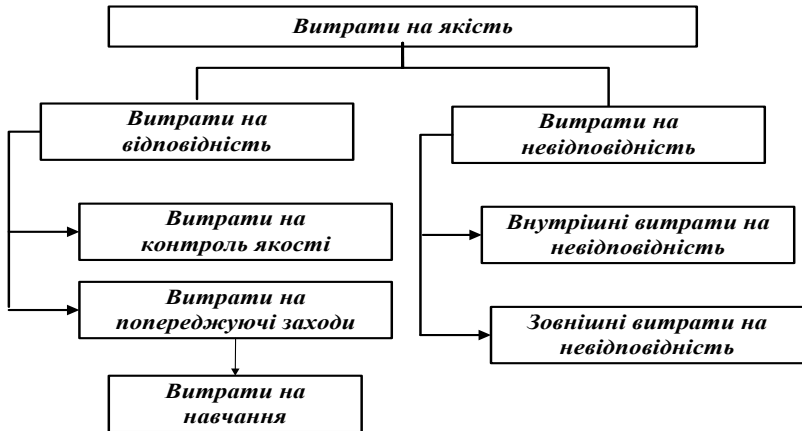 Витрати на якість
Витрати на
відповідність
Витрати на
невідповідність
Витрати на
контроль якості
Внутрішні витрати на
невідповідність
Витрати на
попереджуючі заходи
Зовнішні витрати на
невідповідність
Витрати на
навчання